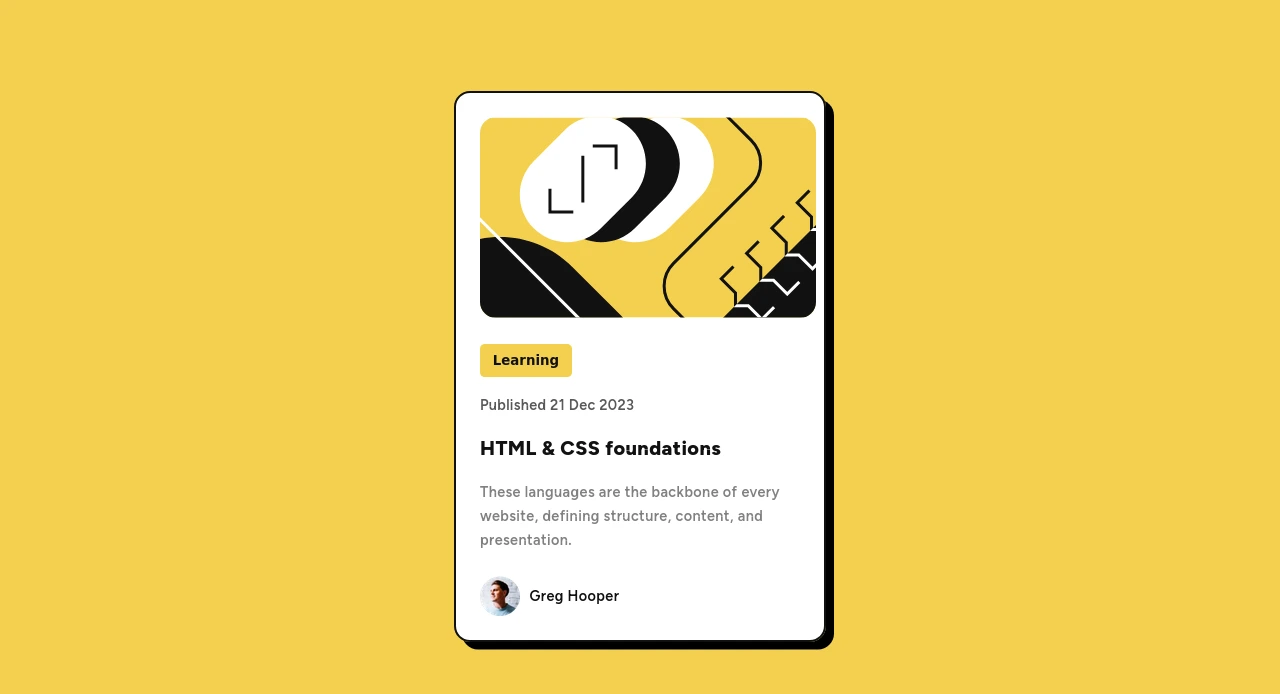 Learning
Published 21 Dec 2023
HTML & CSS foundations
These languages are the backbone of every
website, defining structure, content, and
presentation.
Greg Hooper